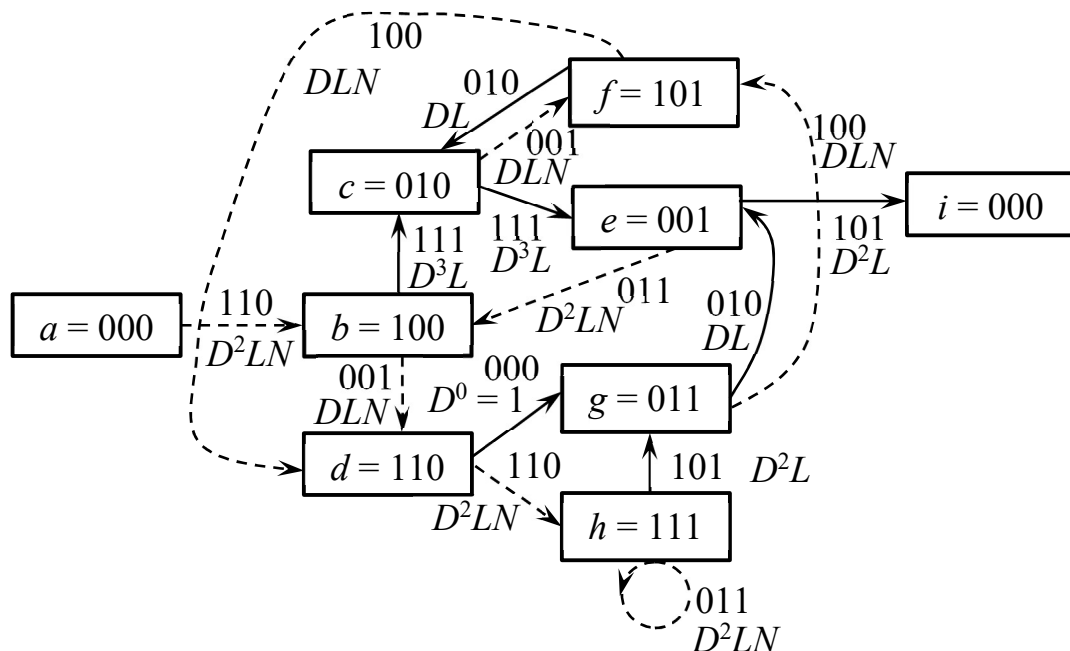 100
DLN
010
f = 101
DL
001
DLN
100
DLN
c = 010
e = 001
i = 000
111
D³L
111
D³L
101
D²L
011
D²LN
010
DL
a = 000
110
D²LN
b = 100
001
DLN
000
D⁰ = 1
g = 011
d = 110
110
D²LN
101 D²L
h = 111
011
D²LN